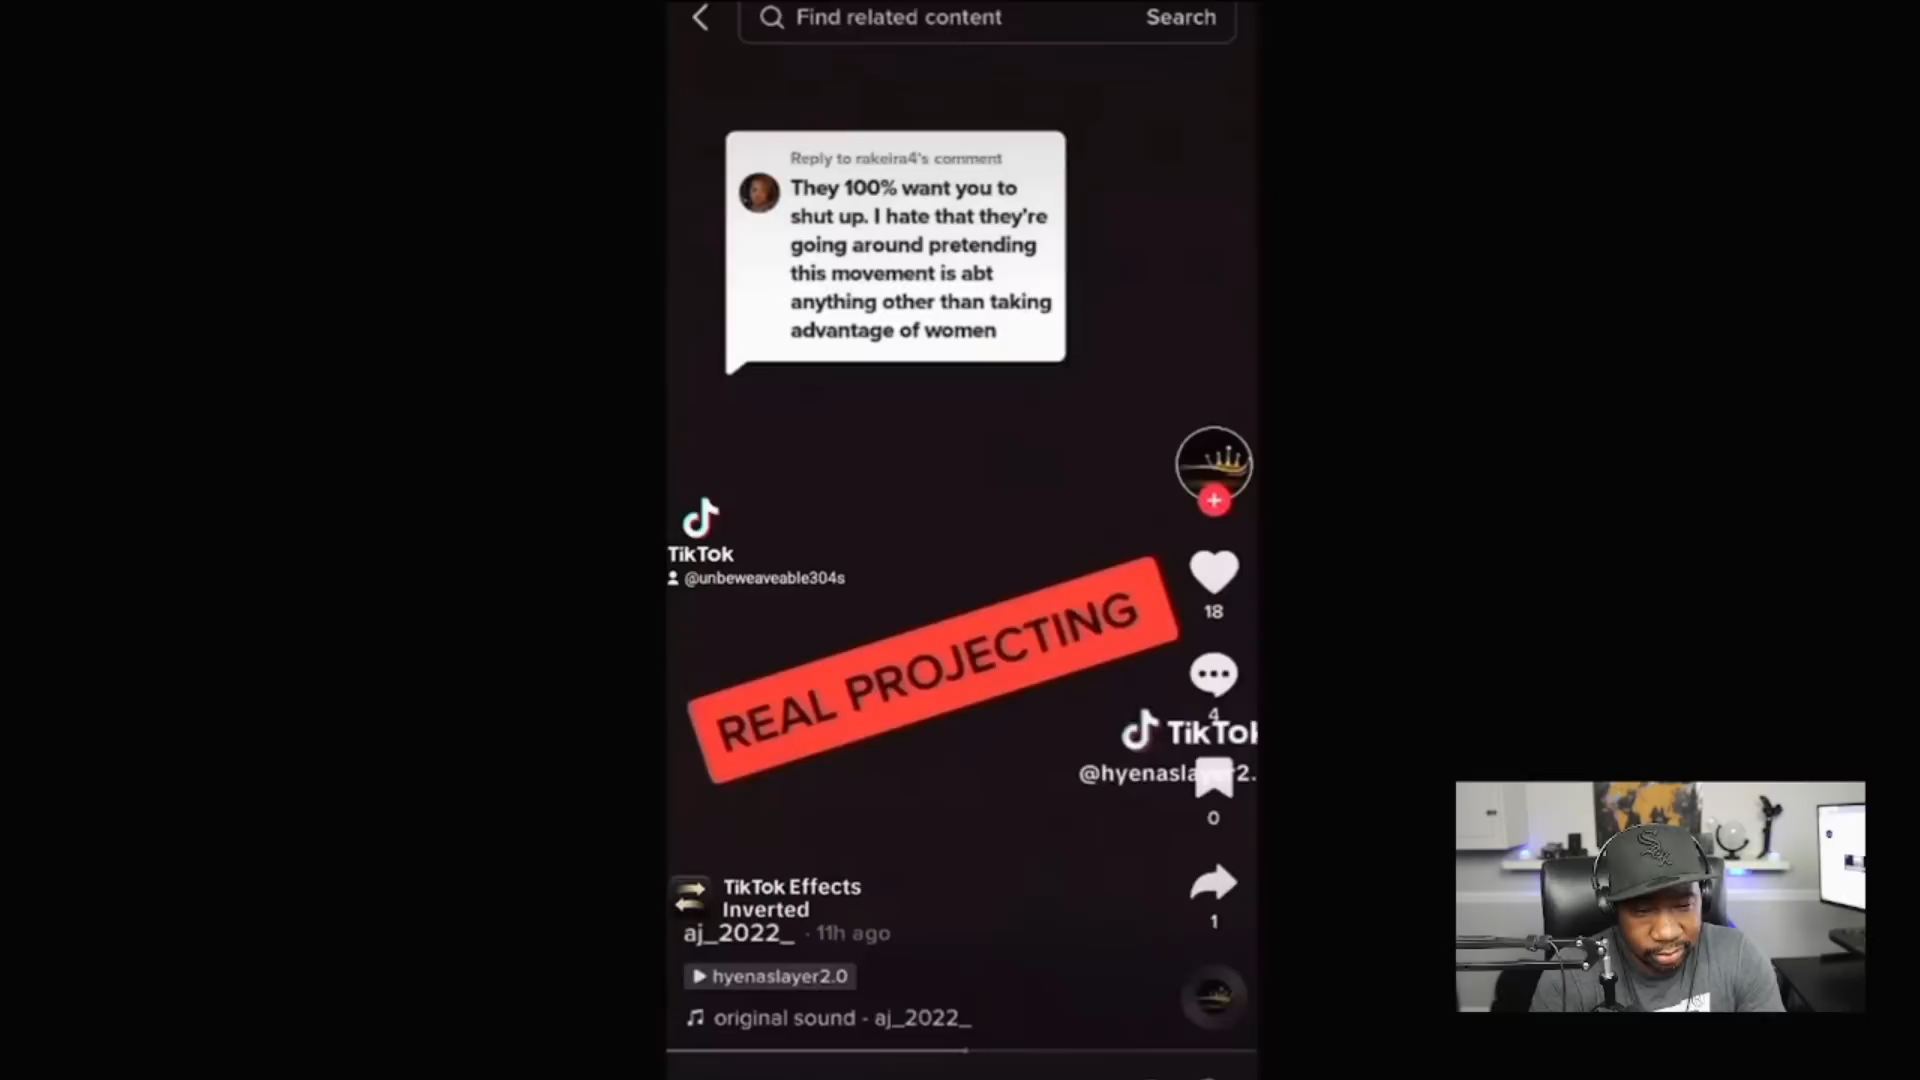 Find related content
Search
Reply to rakeira4's comment
They 100% want you to
shut up. I hate that they're
going around pretending
this movement is abt
anything other than taking
advantage of women
TikTok
@unbeweaveable304s
REAL PROJECTING
18
4
TikTok
@hyenaslayer2.
0
TikTok Effects
Inverted
aj_2022_ · 11h ago
1
hyenaslayer2.0
original sound - aj_2022_